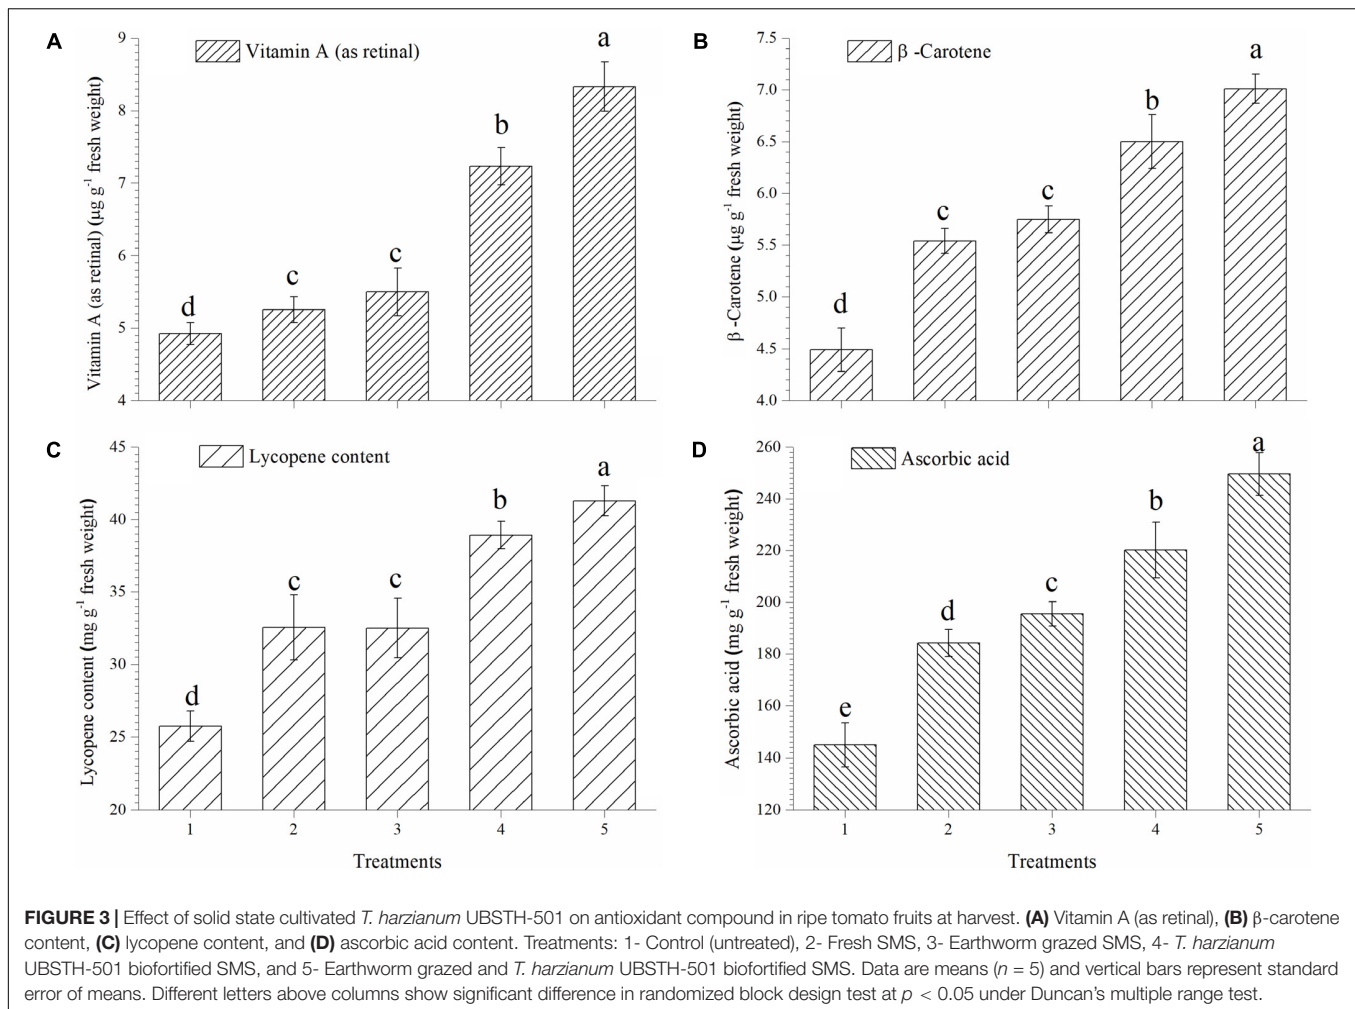 A
Vitamin A (as retinal)
Vitamin A (as retinal) (µg g⁻¹ fresh weight)
9
8
7
6
5
4
d
c
c
b
a
B
β -Carotene
β -Carotene (µg g⁻¹ fresh weight)
7.5
7.0
6.5
6.0
5.5
5.0
4.5
4.0
d
c
c
b
a
C
Lycopene content
Lycopene content (mg g⁻¹ fresh weight)
45
40
35
30
25
20
d
c
c
b
a
1 2 3 4 5
Treatments
D
Ascorbic acid
Ascorbic acid (mg g⁻¹ fresh weight)
260
240
220
200
180
160
140
120
e
d
c
b
a
1 2 3 4 5
Treatments
FIGURE 3 | Effect of solid state cultivated T. harzianum UBSTH-501 on antioxidant compound in ripe tomato fruits at harvest. (A) Vitamin A (as retinal), (B) β-carotene
content, (C) lycopene content, and (D) ascorbic acid content. Treatments: 1- Control (untreated), 2- Fresh SMS, 3- Earthworm grazed SMS, 4- T. harzianum
UBSTH-501 biofortified SMS, and 5- Earthworm grazed and T. harzianum UBSTH-501 biofortified SMS. Data are means (n = 5) and vertical bars represent standard
error of means. Different letters above columns show significant difference in randomized block design test at p < 0.05 under Duncan's multiple range test.